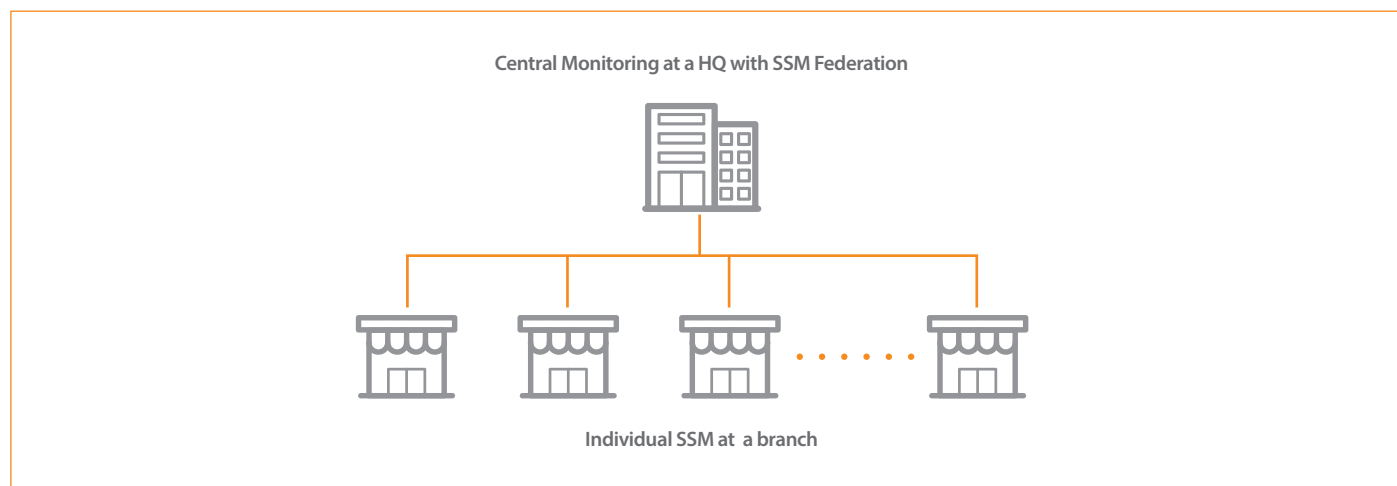 Central Monitoring at a HQ with SSM Federation
Individual SSM at a branch